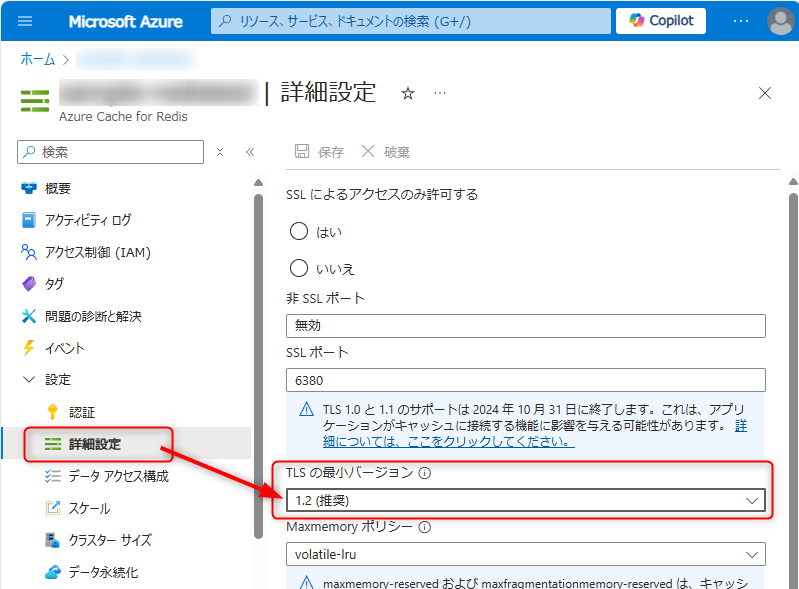 Microsoft Azure
リソース、サービス、ドキュメントの検索 (G+/)
Copilot
ホーム
| 詳細設定
Azure Cache for Redis
検索
保存
破棄
概要
アクティビティ ログ
アクセス制御 (IAM)
タグ
問題の診断と解決
イベント
設定
認証
詳細設定
データ アクセス構成
スケール
クラスター サイズ
データ永続化
SSL によるアクセスのみ許可する
はい
いいえ
非 SSL ポート
無効
SSL ポート
6380
TLS 1.0 と 1.1 のサポートは 2024 年 10 月 31 日に終了します。これは、アプリ
ケーションがキャッシュに接続する機能に影響を与える可能性があります。 詳
細については、ここをクリックしてください。
TLS の最小バージョン
1.2 (推奨)
Maxmemory ポリシー
volatile-lru
maxmemory-reserved および maxfragmentationmemory-reserved は、キャッシ